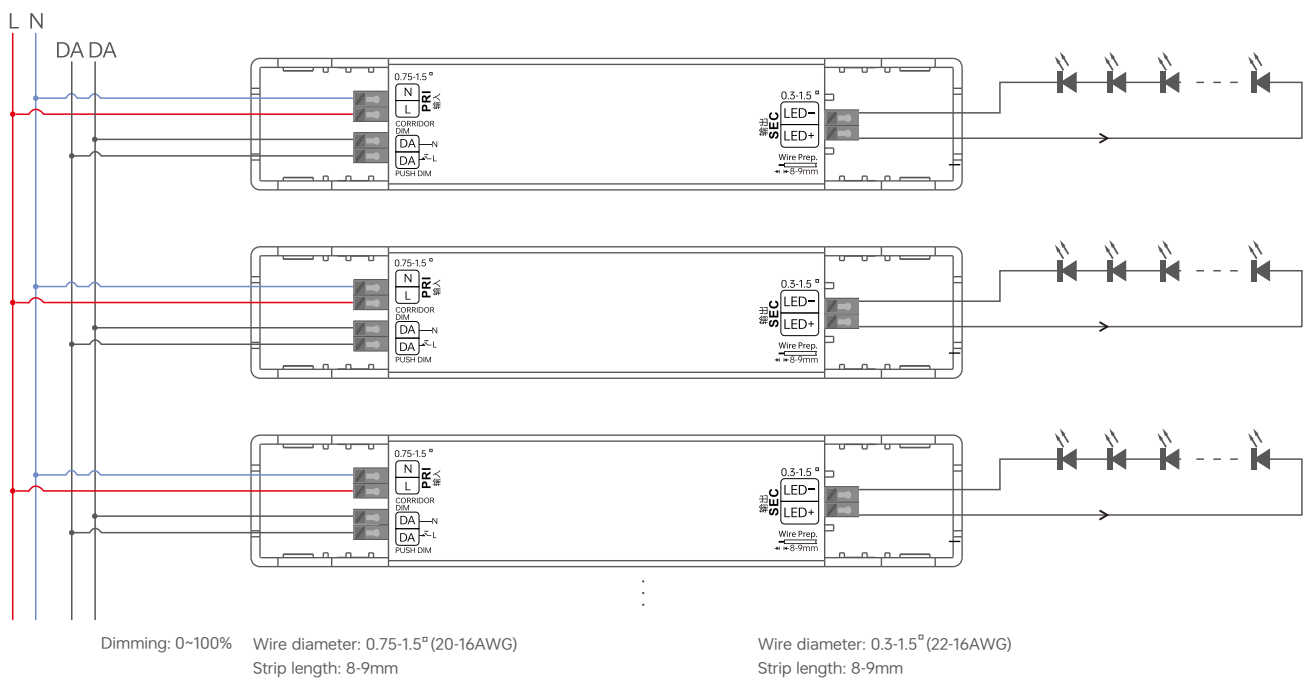 L N
DA DA
0.75-1.5▫
N
L
PRI
输入
CORRIDOR
DIM
DA N
DA L
PUSH DIM
0.3-1.5▫
LED-
LED+
SEC
输出
Wire Prep.
8-9mm
0.75-1.5▫
N
L
PRI
输入
CORRIDOR
DIM
DA N
DA L
PUSH DIM
0.3-1.5▫
LED-
LED+
SEC
输出
Wire Prep.
8-9mm
0.75-1.5▫
N
L
PRI
输入
CORRIDOR
DIM
DA N
DA L
PUSH DIM
0.3-1.5▫
LED-
LED+
SEC
输出
Wire Prep.
8-9mm
Dimming: 0~100%
Wire diameter: 0.75-1.5▫(20-16AWG)
Strip length: 8-9mm
Wire diameter: 0.3-1.5▫(22-16AWG)
Strip length: 8-9mm